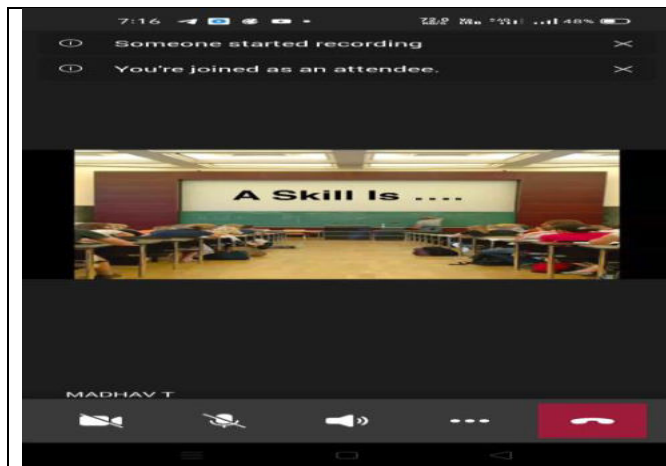 7:16
48%
Someone started recording
You're joined as an attendee.
A Skill Is ....
MADHAV T